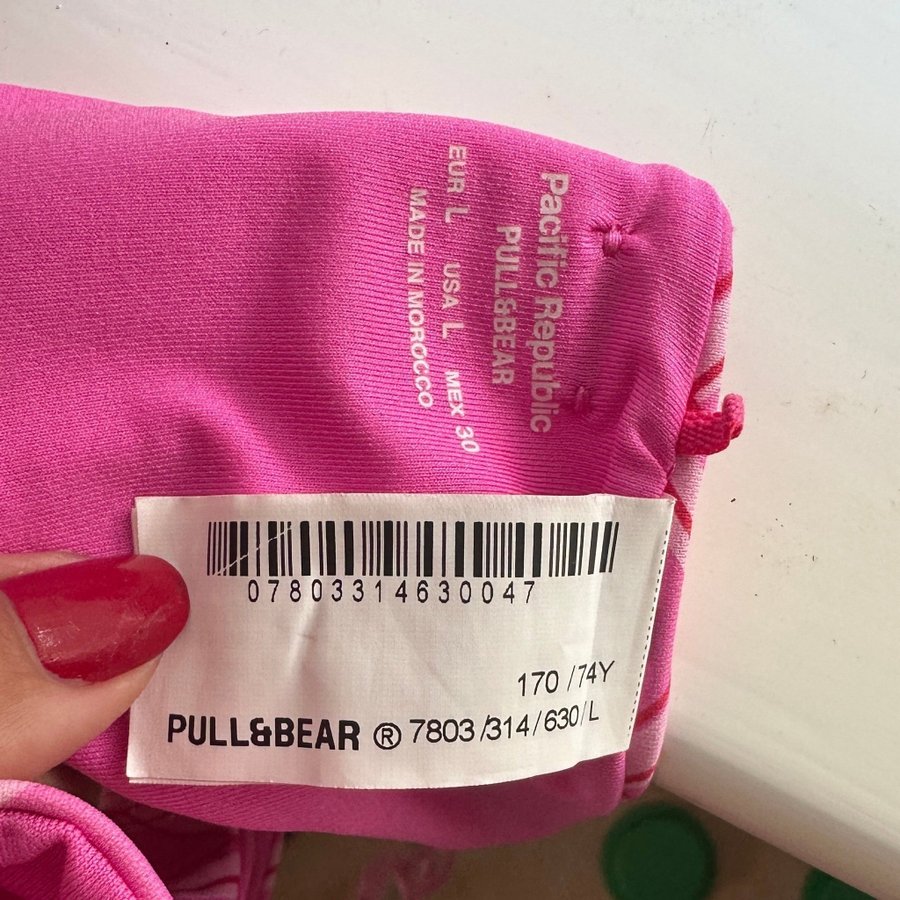 Pacific Republic
PULL&BEAR
EUR L USA L MEX 30
MADE IN MOROCCO
07803314630047
170 /74Y
PULL&BEAR ® 7803/314/630/L